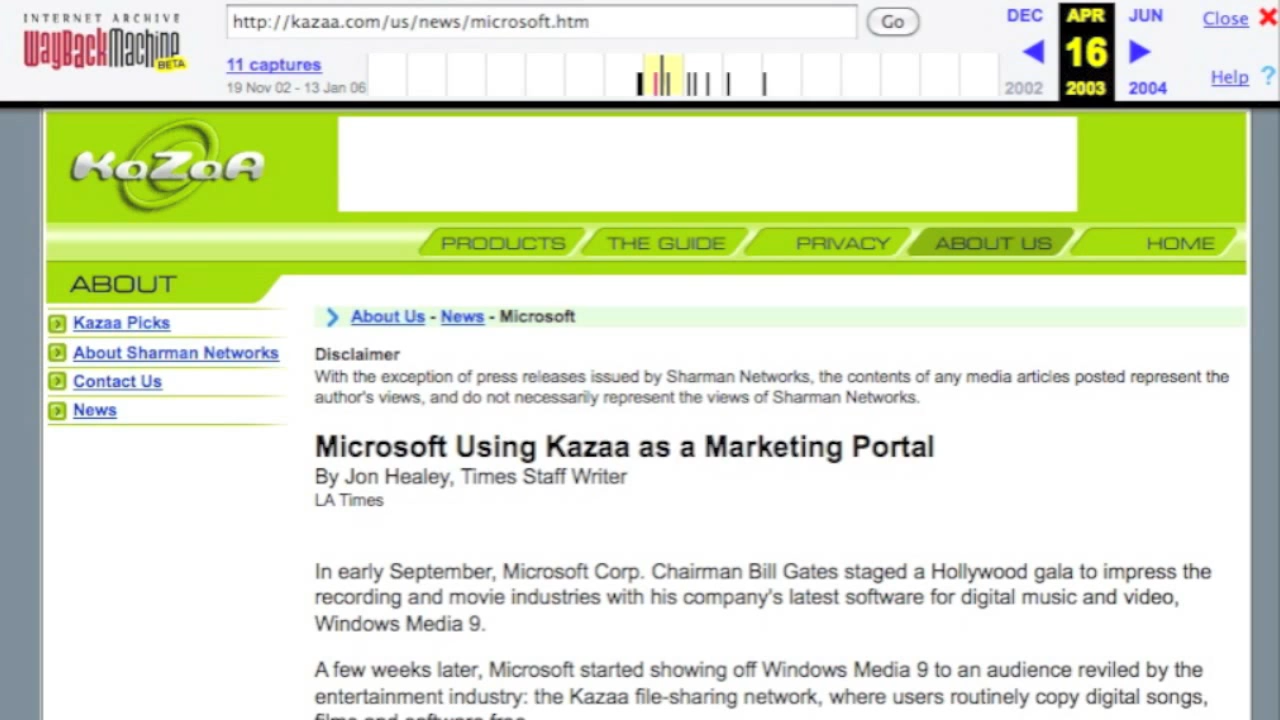 INTERNET ARCHIVE
WayBackMachine
BETA
http://kazaa.com/us/news/microsoft.htm
Go
11 captures
19 Nov 02 - 13 Jan 06
DEC APR JUN
16
2002 2003 2004
Close
Help ?
KaZaA
PRODUCTS THE GUIDE PRIVACY ABOUT US HOME
ABOUT
Kazaa Picks
About Sharman Networks
Contact Us
News
About Us - News - Microsoft
Disclaimer
With the exception of press releases issued by Sharman Networks, the contents of any media articles posted represent the
author's views, and do not necessarily represent the views of Sharman Networks.
Microsoft Using Kazaa as a Marketing Portal
By Jon Healey, Times Staff Writer
LA Times
In early September, Microsoft Corp. Chairman Bill Gates staged a Hollywood gala to impress the
recording and movie industries with his company's latest software for digital music and video,
Windows Media 9.
A few weeks later, Microsoft started showing off Windows Media 9 to an audience reviled by the
entertainment industry: the Kazaa file-sharing network, where users routinely copy digital songs,
films and software free.